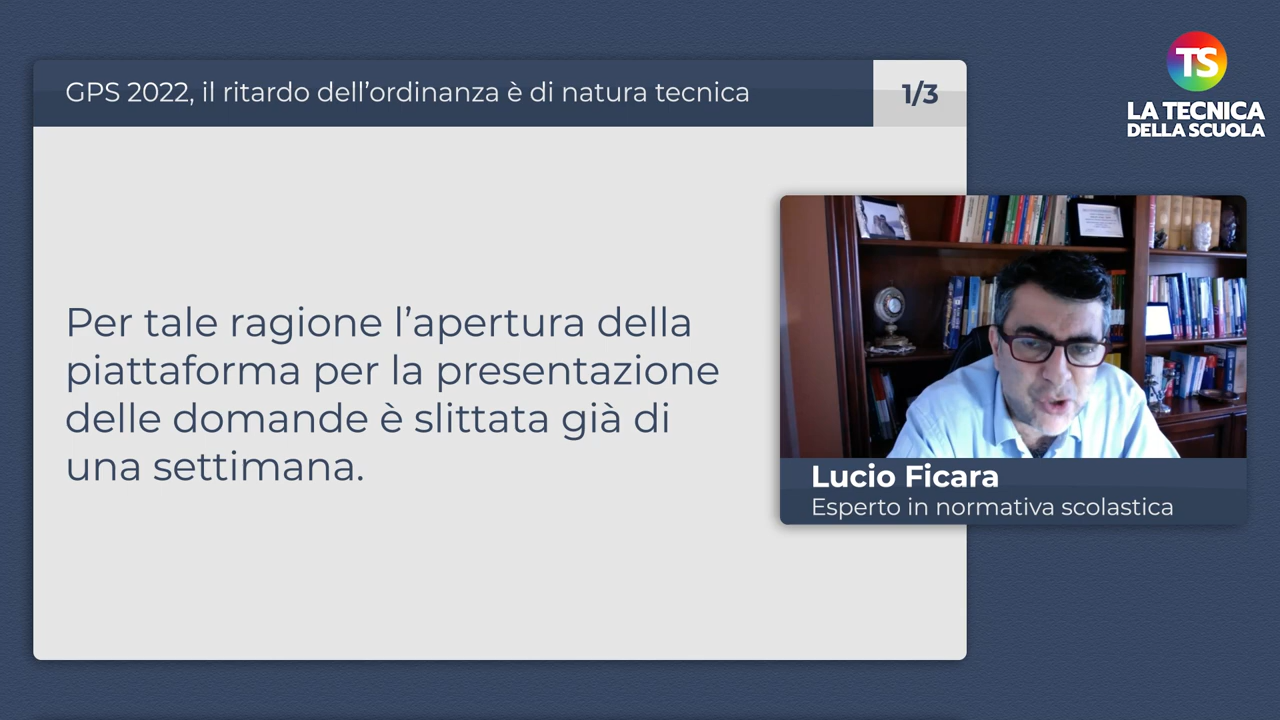 GPS 2022, il ritardo dell’ordinanza è di natura tecnica
1/3
TS
LA TECNICA
DELLA SCUOLA
Per tale ragione l’apertura della
piattaforma per la presentazione
delle domande è slittata già di
una settimana.
Lucio Ficara
Esperto in normativa scolastica